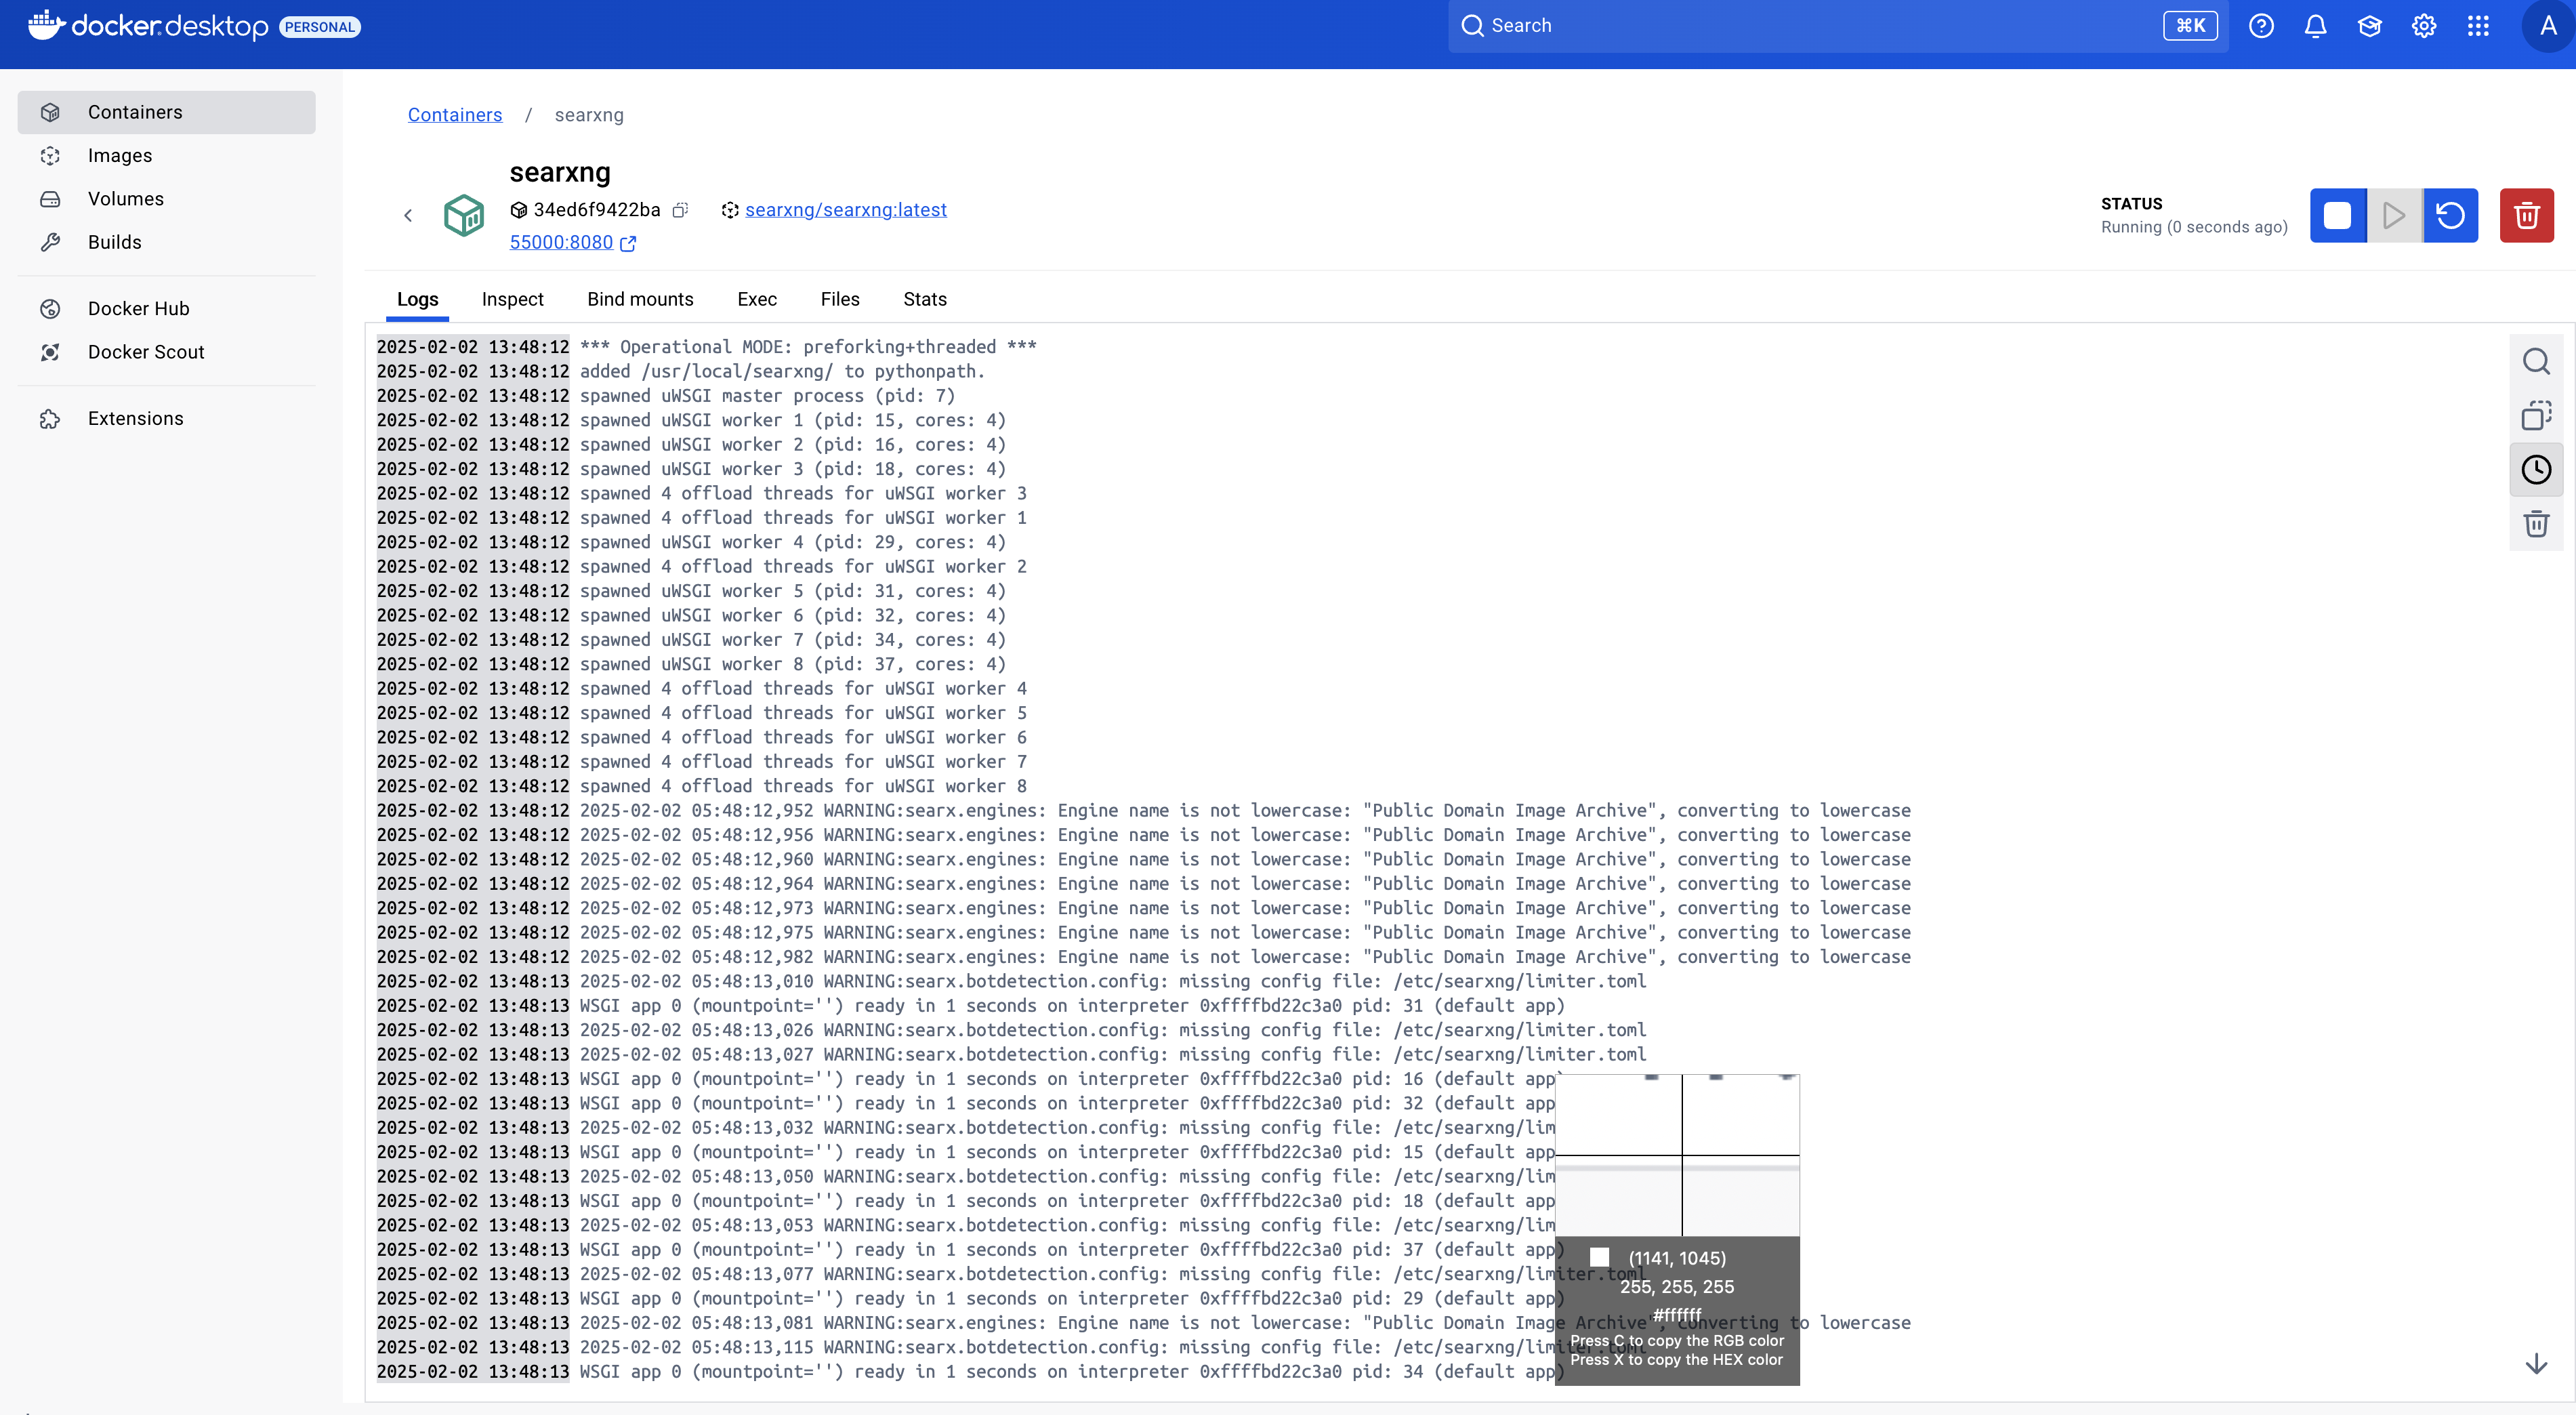 docker.desktop PERSONAL
Search
⌘K
A
Containers
Images
Volumes
Builds
Docker Hub
Docker Scout
Extensions
Containers / searxng
searxng
34ed6f9422ba searxng/searxng:latest
55000:8080
STATUS
Running (0 seconds ago)
Logs Inspect Bind mounts Exec Files Stats
2025-02-02 13:48:12 *** Operational MODE: preforking+threaded ***
2025-02-02 13:48:12 added /usr/local/searxng/ to pythonpath.
2025-02-02 13:48:12 spawned uWSGI master process (pid: 7)
2025-02-02 13:48:12 spawned uWSGI worker 1 (pid: 15, cores: 4)
2025-02-02 13:48:12 spawned uWSGI worker 2 (pid: 16, cores: 4)
2025-02-02 13:48:12 spawned uWSGI worker 3 (pid: 18, cores: 4)
2025-02-02 13:48:12 spawned 4 offload threads for uWSGI worker 3
2025-02-02 13:48:12 spawned 4 offload threads for uWSGI worker 1
2025-02-02 13:48:12 spawned uWSGI worker 4 (pid: 29, cores: 4)
2025-02-02 13:48:12 spawned 4 offload threads for uWSGI worker 2
2025-02-02 13:48:12 spawned uWSGI worker 5 (pid: 31, cores: 4)
2025-02-02 13:48:12 spawned uWSGI worker 6 (pid: 32, cores: 4)
2025-02-02 13:48:12 spawned uWSGI worker 7 (pid: 34, cores: 4)
2025-02-02 13:48:12 spawned uWSGI worker 8 (pid: 37, cores: 4)
2025-02-02 13:48:12 spawned 4 offload threads for uWSGI worker 4
2025-02-02 13:48:12 spawned 4 offload threads for uWSGI worker 5
2025-02-02 13:48:12 spawned 4 offload threads for uWSGI worker 6
2025-02-02 13:48:12 spawned 4 offload threads for uWSGI worker 7
2025-02-02 13:48:12 spawned 4 offload threads for uWSGI worker 8
2025-02-02 13:48:12 2025-02-02 05:48:12,952 WARNING:searx.engines: Engine name is not lowercase: "Public Domain Image Archive", converting to lowercase
2025-02-02 13:48:12 2025-02-02 05:48:12,956 WARNING:searx.engines: Engine name is not lowercase: "Public Domain Image Archive", converting to lowercase
2025-02-02 13:48:12 2025-02-02 05:48:12,960 WARNING:searx.engines: Engine name is not lowercase: "Public Domain Image Archive", converting to lowercase
2025-02-02 13:48:12 2025-02-02 05:48:12,964 WARNING:searx.engines: Engine name is not lowercase: "Public Domain Image Archive", converting to lowercase
2025-02-02 13:48:12 2025-02-02 05:48:12,973 WARNING:searx.engines: Engine name is not lowercase: "Public Domain Image Archive", converting to lowercase
2025-02-02 13:48:12 2025-02-02 05:48:12,975 WARNING:searx.engines: Engine name is not lowercase: "Public Domain Image Archive", converting to lowercase
2025-02-02 13:48:12 2025-02-02 05:48:12,982 WARNING:searx.engines: Engine name is not lowercase: "Public Domain Image Archive", converting to lowercase
2025-02-02 13:48:13 2025-02-02 05:48:13,010 WARNING:searx.botdetection.config: missing config file: /etc/searxng/limiter.toml
2025-02-02 13:48:13 WSGI app 0 (mountpoint='') ready in 1 seconds on interpreter 0xffffbd22c3a0 pid: 31 (default app)
2025-02-02 13:48:13 2025-02-02 05:48:13,026 WARNING:searx.botdetection.config: missing config file: /etc/searxng/limiter.toml
2025-02-02 13:48:13 2025-02-02 05:48:13,027 WARNING:searx.botdetection.config: missing config file: /etc/searxng/limiter.toml
2025-02-02 13:48:13 WSGI app 0 (mountpoint='') ready in 1 seconds on interpreter 0xffffbd22c3a0 pid: 16 (default app)
2025-02-02 13:48:13 WSGI app 0 (mountpoint='') ready in 1 seconds on interpreter 0xffffbd22c3a0 pid: 32 (default app
2025-02-02 13:48:13 2025-02-02 05:48:13,032 WARNING:searx.botdetection.config: missing config file: /etc/searxng/lim
2025-02-02 13:48:13 WSGI app 0 (mountpoint='') ready in 1 seconds on interpreter 0xffffbd22c3a0 pid: 15 (default app
2025-02-02 13:48:13 2025-02-02 05:48:13,050 WARNING:searx.botdetection.config: missing config file: /etc/searxng/lim
2025-02-02 13:48:13 WSGI app 0 (mountpoint='') ready in 1 seconds on interpreter 0xffffbd22c3a0 pid: 18 (default app
2025-02-02 13:48:13 2025-02-02 05:48:13,053 WARNING:searx.botdetection.config: missing config file: /etc/searxng/lim
2025-02-02 13:48:13 WSGI app 0 (mountpoint='') ready in 1 seconds on interpreter 0xffffbd22c3a0 pid: 37 (default app)
2025-02-02 13:48:13 2025-02-02 05:48:13,077 WARNING:searx.botdetection.config: missing config file: /etc/searxng/limiter.toml
2025-02-02 13:48:13 WSGI app 0 (mountpoint='') ready in 1 seconds on interpreter 0xffffbd22c3a0 pid: 29 (default app)
2025-02-02 13:48:13 2025-02-02 05:48:13,081 WARNING:searx.engines: Engine name is not lowercase: "Public Domain Image Archive", converting to lowercase
2025-02-02 13:48:13 2025-02-02 05:48:13,115 WARNING:searx.botdetection.config: missing config file: /etc/searxng/limiter.toml
2025-02-02 13:48:13 WSGI app 0 (mountpoint='') ready in 1 seconds on interpreter 0xffffbd22c3a0 pid: 34 (default app)
(1141, 1045)
255, 255, 255
#ffffff
Press C to copy the RGB color
Press X to copy the HEX color